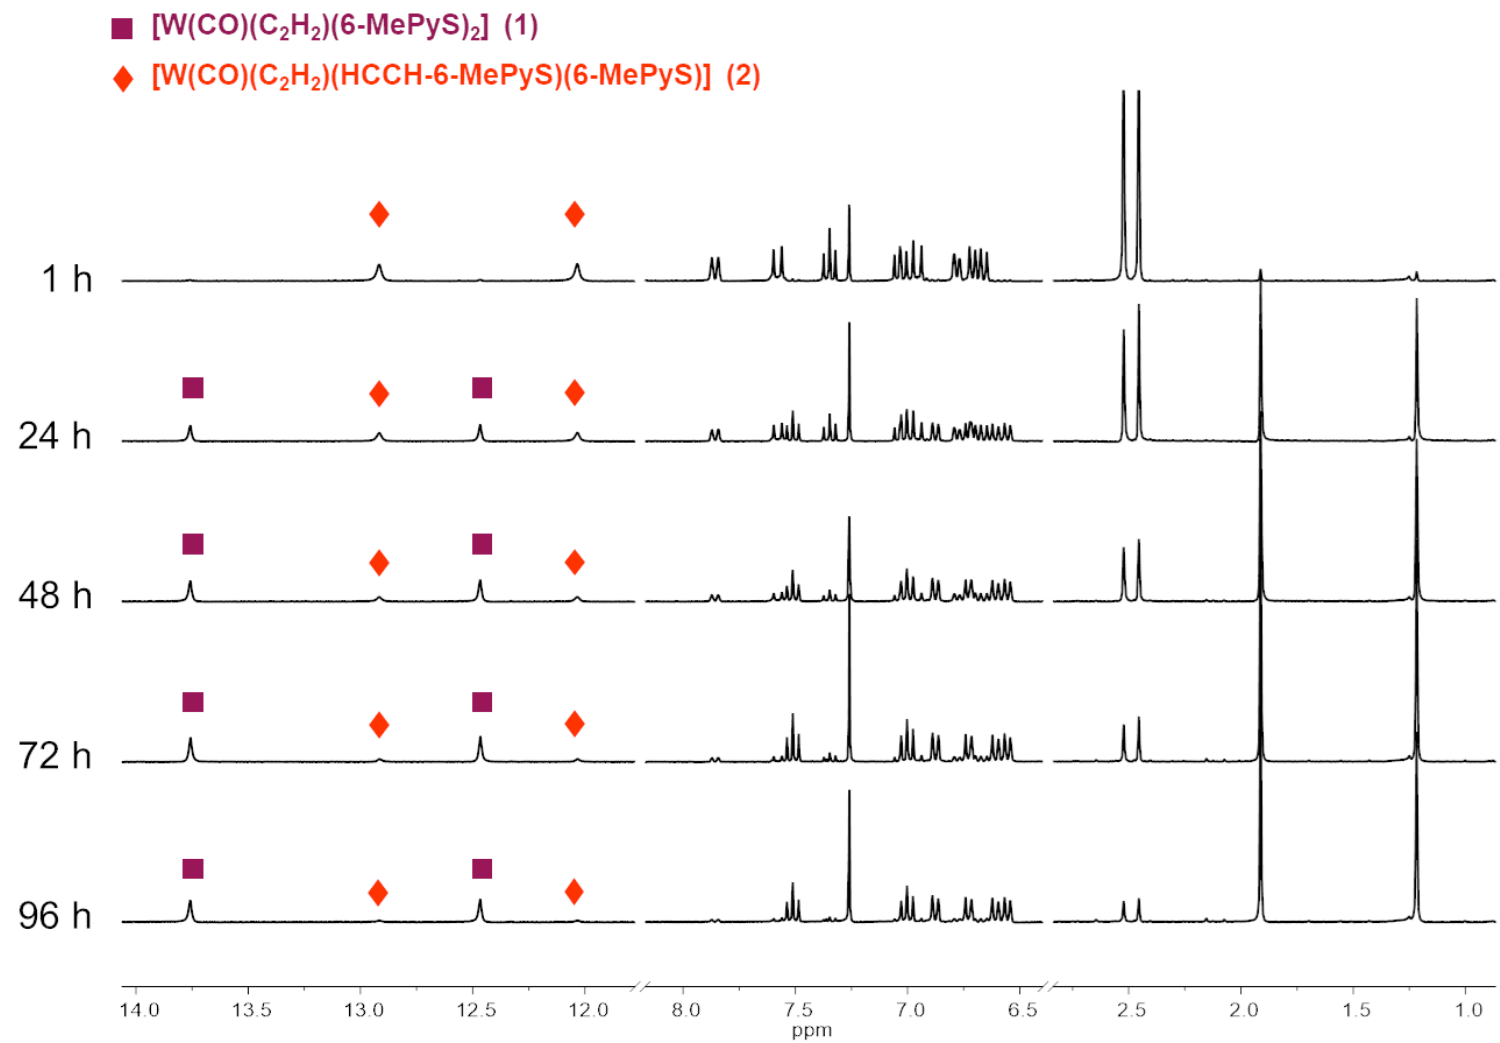 [W(CO)(C₂H₂)(6-MePyS)₂] (1)
[W(CO)(C₂H₂)(HCCH-6-MePyS)(6-MePyS)] (2)
1 h
24 h
48 h
72 h
96 h
14.0 13.5 13.0 12.5 12.0 8.0 7.5 7.0 6.5 2.5 2.0 1.5 1.0
ppm